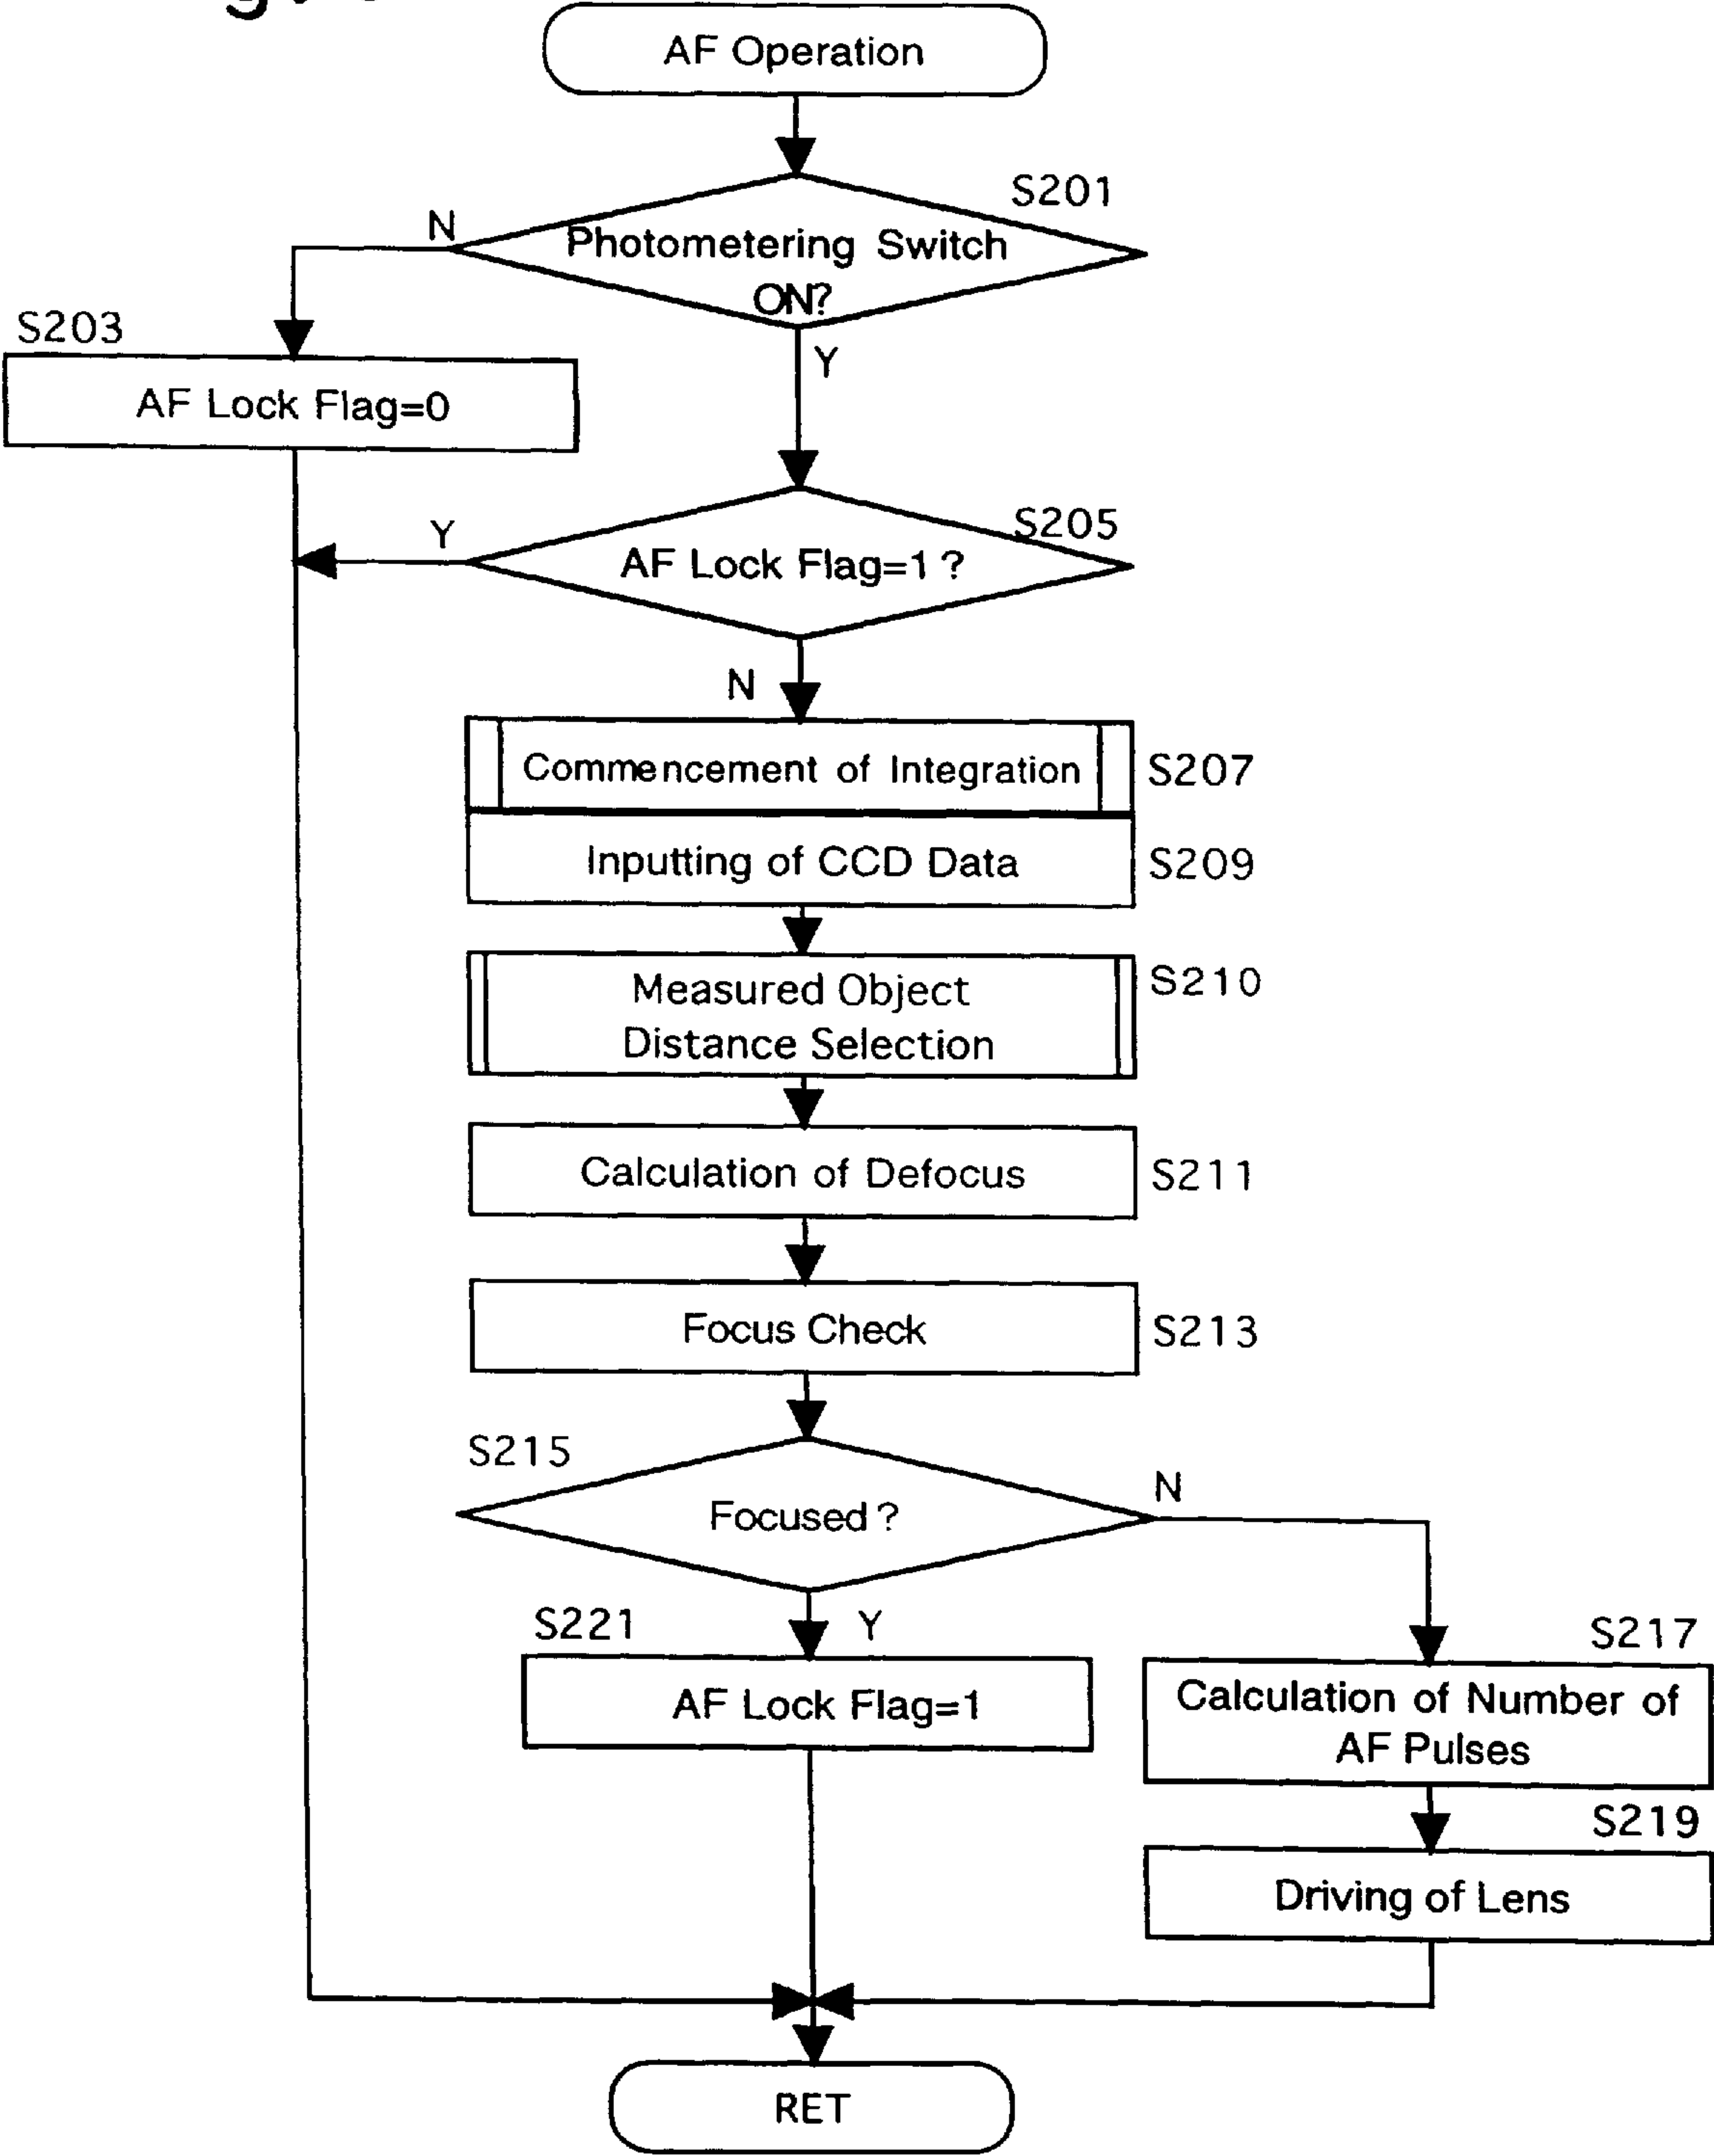 AF Operation
S201
N
Photometering Switch
ON?
S203
Y
AF Lock Flag=0
S205
Y
AF Lock Flag=1?
N
Commencement of Integration
S207
Inputting of CCD Data
S209
Measured Object
S210
Distance Selection
Calculation of Defocus
S211
Focus Check
S213
S215
N
Focused?
S221
Y
S217
AF Lock Flag=1
Calculation of Number of
AF Pulses
S219
Driving of Lens
RET